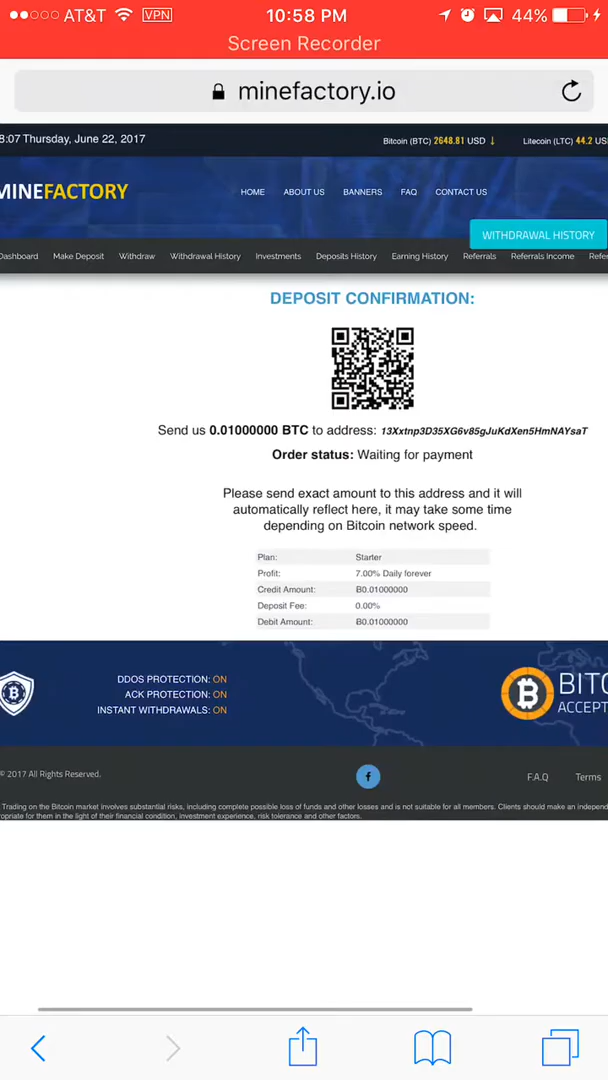 AT&T VPN 10:58 PM 44%
Screen Recorder
minefactory.io
8:07 Thursday, June 22, 2017 Bitcoin (BTC) 2648.81 USD ↓ Litecoin (LTC) 44.2 US
MINEFACTORY HOME ABOUT US BANNERS FAQ CONTACT US
WITHDRAWAL HISTORY
Dashboard Make Deposit Withdraw Withdrawal History Investments Deposits History Earning History Referrals Referrals Income Refe
DEPOSIT CONFIRMATION:
Send us 0.01000000 BTC to address: 13Xxtnp3D35XG6v85gJuKdXen5HmNAYsaT
Order status: Waiting for payment
Please send exact amount to this address and it will
automatically reflect here, it may take some time
depending on Bitcoin network speed.
Plan: Starter
Profit: 7.00% Daily forever
Credit Amount: B0.01000000
Deposit Fee: 0.00%
Debit Amount: B0.01000000
DDOS PROTECTION: ON
ACK PROTECTION: ON
INSTANT WITHDRAWALS: ON
BITC
ACCEPT
© 2017 All Rights Reserved. f F.A.Q Terms
Trading on the Bitcoin market involves substantial risks, including complete possible loss of funds and other losses and is not suitable for all members. Clients should make an independ
opriate for them in the light of their financial condition, investment experience, risk tolerance and other factors.